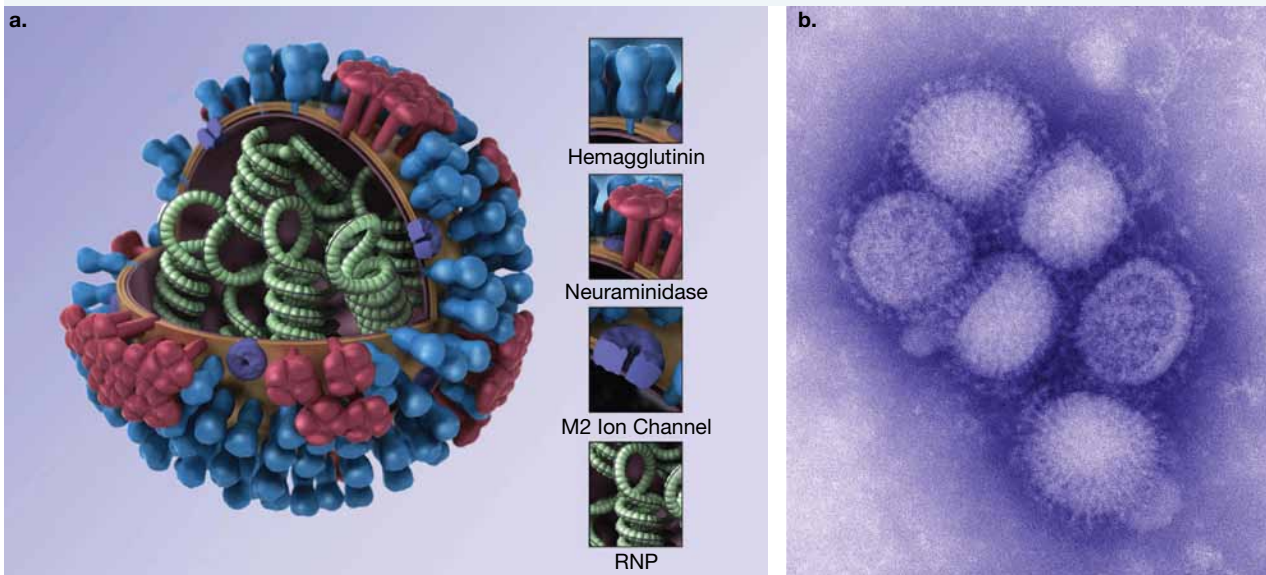 a.
Hemagglutinin
Neuraminidase
M2 Ion Channel
RNP
b.